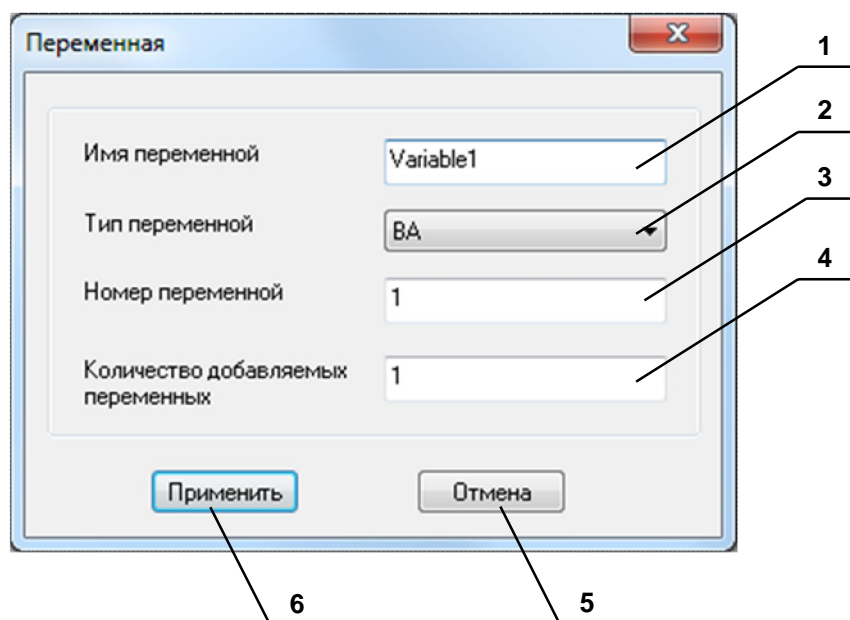 Переменная
1
Имя переменной
Variable1
2
Тип переменной
BA
3
Номер переменной
1
4
Количество добавляемых
переменных
1
Применить
Отмена
6
5